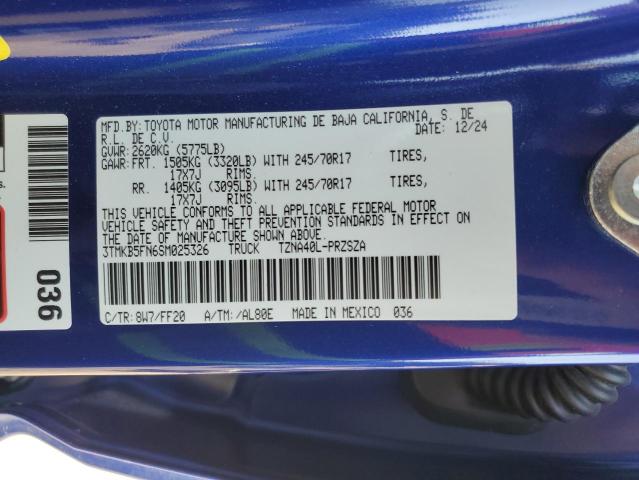 MFD.BY: TOYOTA MOTOR MANUFACTURING DE BAJA CALIFORNIA, S. DE
R.L. DE C.V. DATE: 12/24
GVWR: 2620KG (5775LB)
GAWR: FRT. 1505KG (3320LB) WITH 245/70R17 TIRES,
17X7J RIMS.
RR. 1405KG (3095LB) WITH 245/70R17 TIRES,
17X7J RIMS.
THIS VEHICLE CONFORMS TO ALL APPLICABLE FEDERAL MOTOR
VEHICLE SAFETY AND THEFT PREVENTION STANDARDS IN EFFECT ON
THE DATE OF MANUFACTURE SHOWN ABOVE.
3TMKB5FN6SM025326 TRUCK TZNA40L-PRZSZA
C/TR: 8W7/FF20 A/TM: /AL80E MADE IN MEXICO 036
036